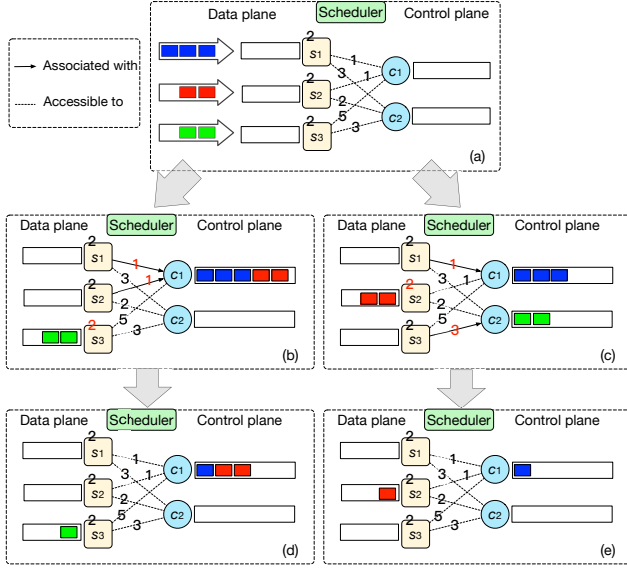 Data plane Scheduler Control plane
Associated with
Accessible to
2 S1 1 C1
3 1
2 S2 2 C2
5
2 S3 3
(a)
Data plane Scheduler Control plane
2 S1 1 C1
3 1
2 S2 2 C2
5
2 S3 3
(b)
Data plane Scheduler Control plane
2 S1 1 C1
3 1
2 S2 2 C2
5
2 S3 3
(c)
Data plane Scheduler Control plane
2 S1 1 C1
3 1
2 S2 2 C2
5
2 S3 3
(d)
Data plane Scheduler Control plane
2 S1 1 C1
3 1
2 S2 2 C2
5
2 S3 3
(e)